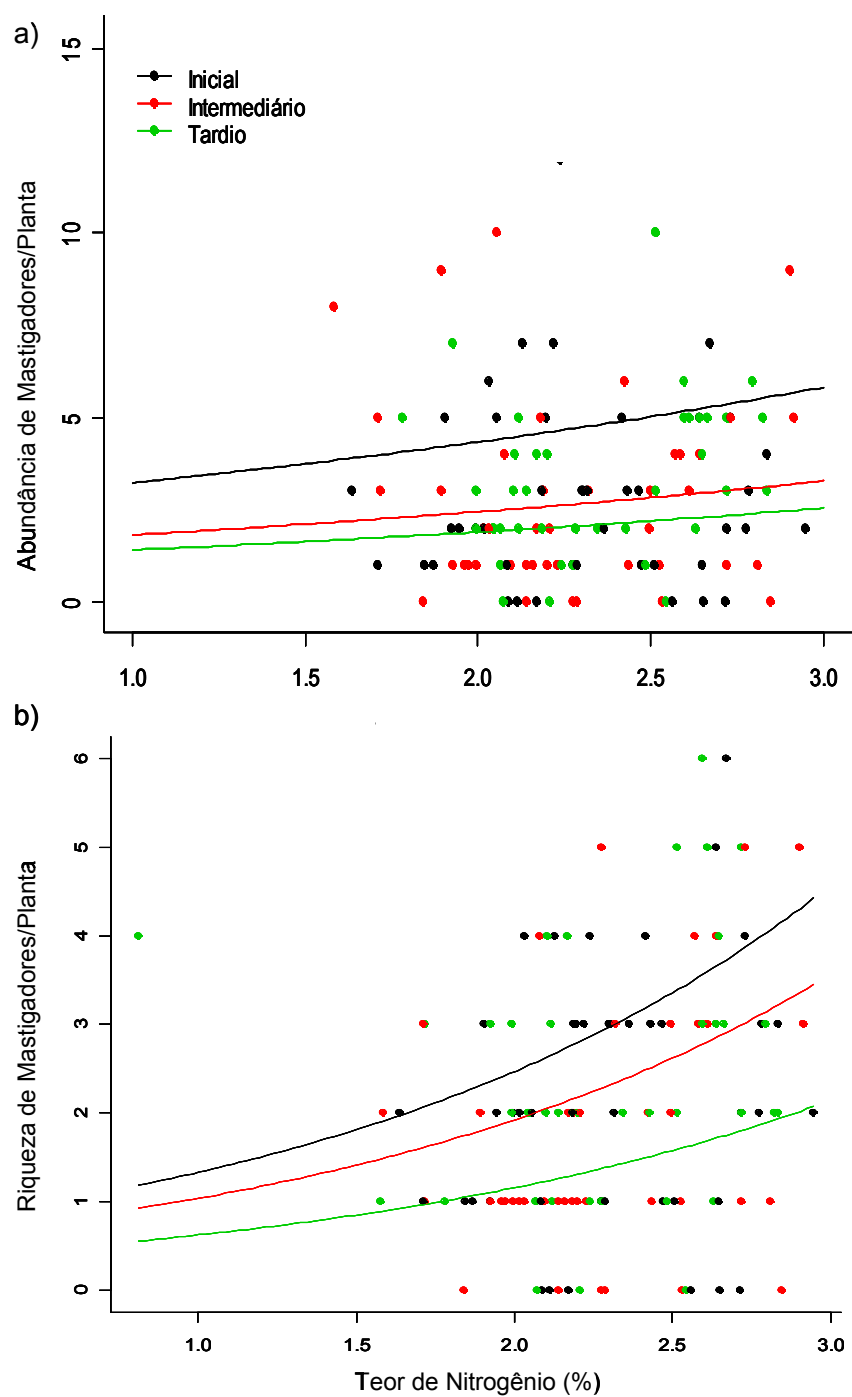 a)
Inicial
Intermediário
Tardio
Abundância de Mastigadores/Planta
15
10
5
0
1.0 1.5 2.0 2.5 3.0
b)
Riqueza de Mastigadores/Planta
6
5
4
3
2
1
0
1.0 1.5 2.0 2.5 3.0
Teor de Nitrogênio (%)